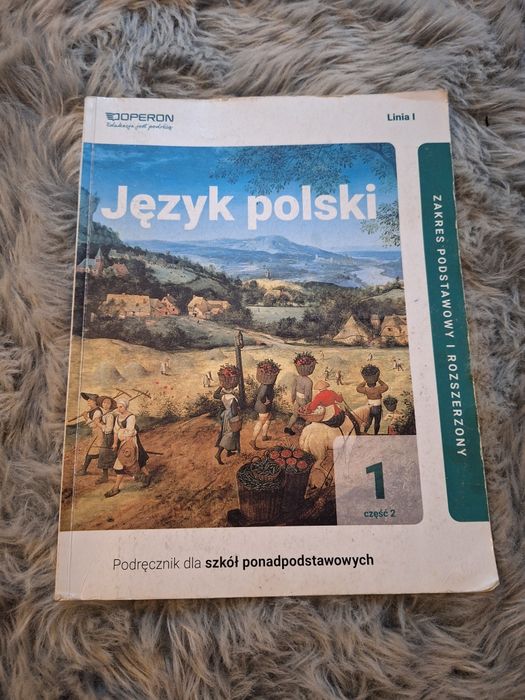 OPERON
Edukacja jest podróżą
Linia I
Język polski
ZAKRES PODSTAWOWY I ROZSZERZONY
1
część 2
Podręcznik dla szkół ponadpodstawowych